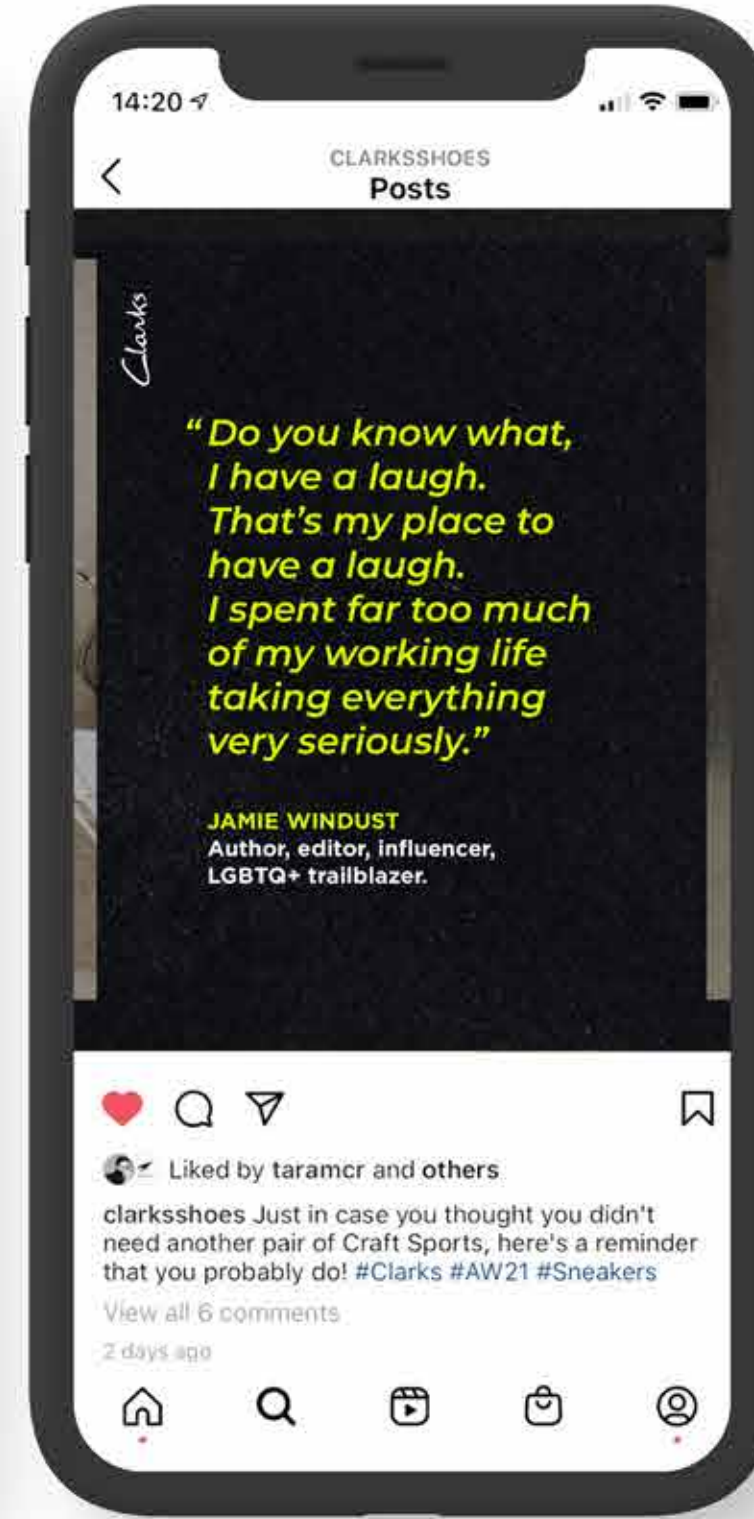 14:20
CLARKSSHOES
Posts
Clarks
“Do you know what,
I have a laugh.
That’s my place to
have a laugh.
I spent far too much
of my working life
taking everything
very seriously.”
JAMIE WINDUST
Author, editor, influencer,
LGBTQ+ trailblazer.
Liked by taramcr and others
clarksshoes Just in case you thought you didn't
need another pair of Craft Sports, here's a reminder
that you probably do! #Clarks #AW21 #Sneakers
View all 6 comments
2 days ago